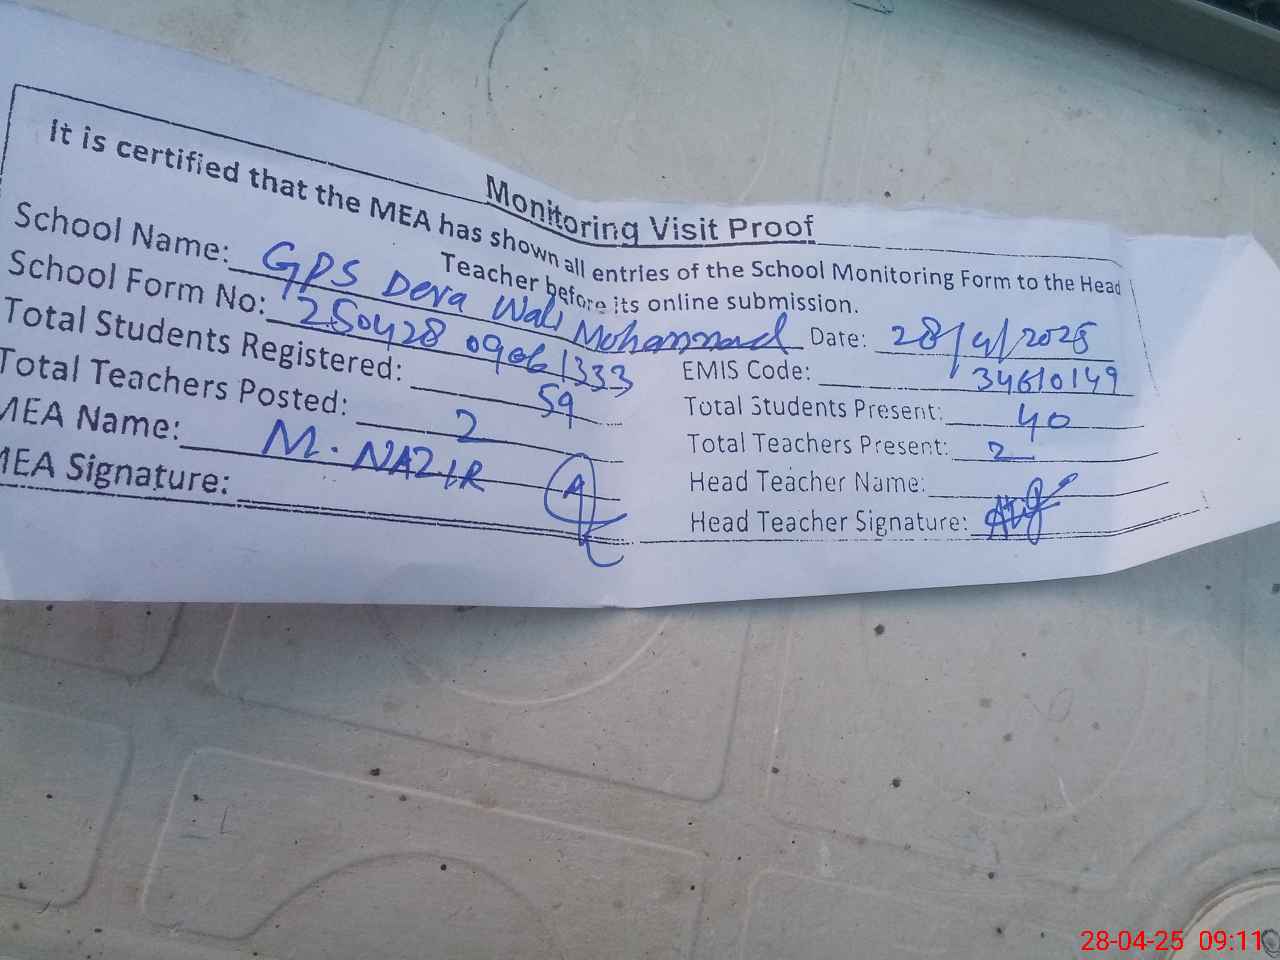 Monitoring Visit Proof
It is certified that the MEA has shown all entries of the School Monitoring Form to the Head
Teacher before its online submission.
School Name: GPS Dera Wali Mohammad Date: 28/4/2025
School Form No: 250428 09061333 EMIS Code: 34610149
Total Students Registered: 59 Total Students Present: 40
Total Teachers Posted: 2 Total Teachers Present: 2
MEA Name: M. NAZIR Head Teacher Name:
MEA Signature: Head Teacher Signature:
28-04-25 09:11